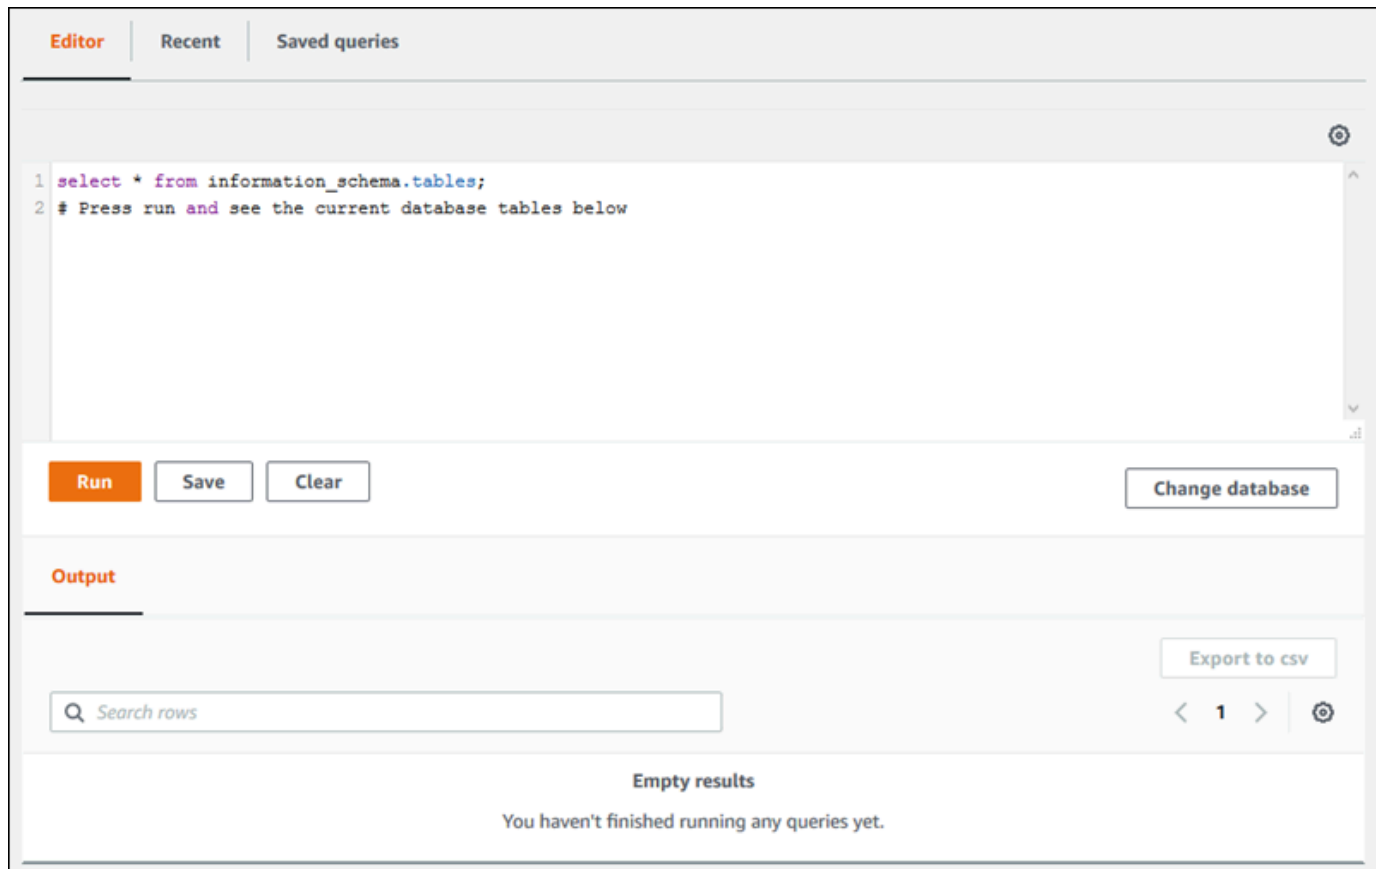 Editor Recent Saved queries
1 select * from information_schema.tables;
2 # Press run and see the current database tables below
Run Save Clear Change database
Output
Export to csv
Search rows 1
Empty results
You haven't finished running any queries yet.